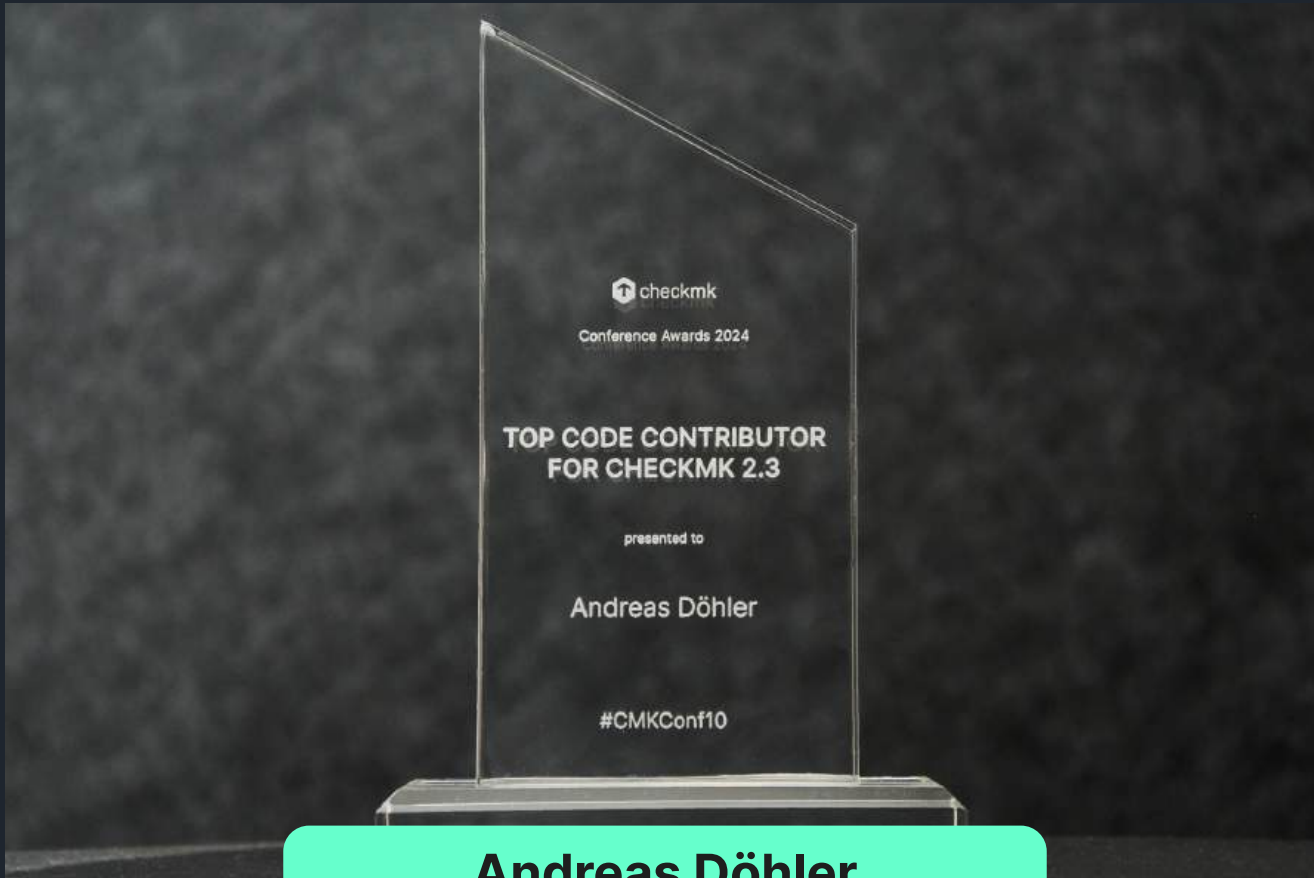 checkmk
Conference Awards 2024
TOP CODE CONTRIBUTOR
FOR CHECKMK 2.3
presented to
Andreas Döhler
#CMKConf10
Andreas Döhler